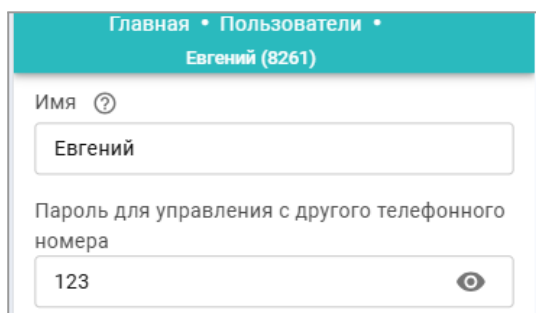 Главная • Пользователи •
Евгений (8261)
Имя
Евгений
Пароль для управления с другого телефонного
номера
123